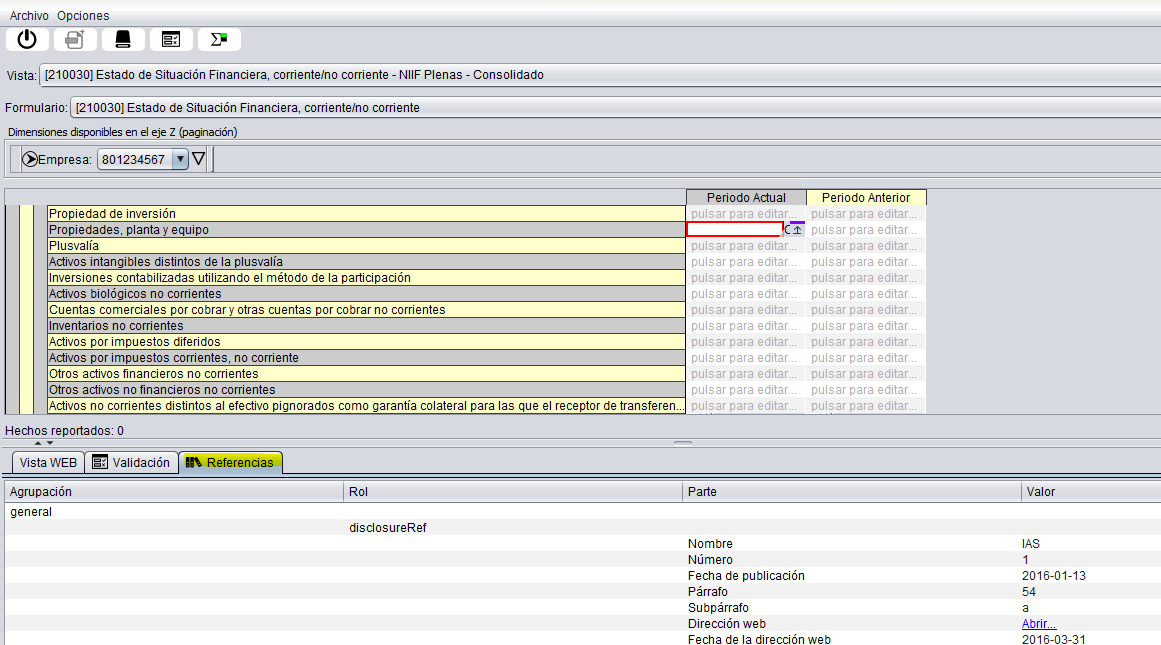 Archivo Opciones
Vista: [210030] Estado de Situación Financiera, corriente/no corriente - NIIF Plenas - Consolidado
Formulario: [210030] Estado de Situación Financiera, corriente/no corriente
Dimensiones disponibles en el eje Z (paginación)
Empresa: 801234567
Periodo Actual Periodo Anterior
Propiedad de inversión pulsar para editar... pulsar para editar...
Propiedades, planta y equipo pulsar para editar...
Plusvalía pulsar para editar... pulsar para editar...
Activos intangibles distintos de la plusvalía pulsar para editar... pulsar para editar...
Inversiones contabilizadas utilizando el método de la participación pulsar para editar... pulsar para editar...
Activos biológicos no corrientes pulsar para editar... pulsar para editar...
Cuentas comerciales por cobrar y otras cuentas por cobrar no corrientes pulsar para editar... pulsar para editar...
Inventarios no corrientes pulsar para editar... pulsar para editar...
Activos por impuestos diferidos pulsar para editar... pulsar para editar...
Activos por impuestos corrientes, no corriente pulsar para editar... pulsar para editar...
Otros activos financieros no corrientes pulsar para editar... pulsar para editar...
Otros activos no financieros no corrientes pulsar para editar... pulsar para editar...
Activos no corrientes distintos al efectivo pignorados como garantía colateral para las que el receptor de transferen... pulsar para editar... pulsar para editar...
Hechos reportados: 0
Vista WEB Validación Referencias
Agrupación Rol Parte Valor
general
disclosureRef
Nombre IAS
Número 1
Fecha de publicación 2016-01-13
Párrafo 54
Subpárrafo a
Dirección web Abrir...
Fecha de la dirección web 2016-03-31